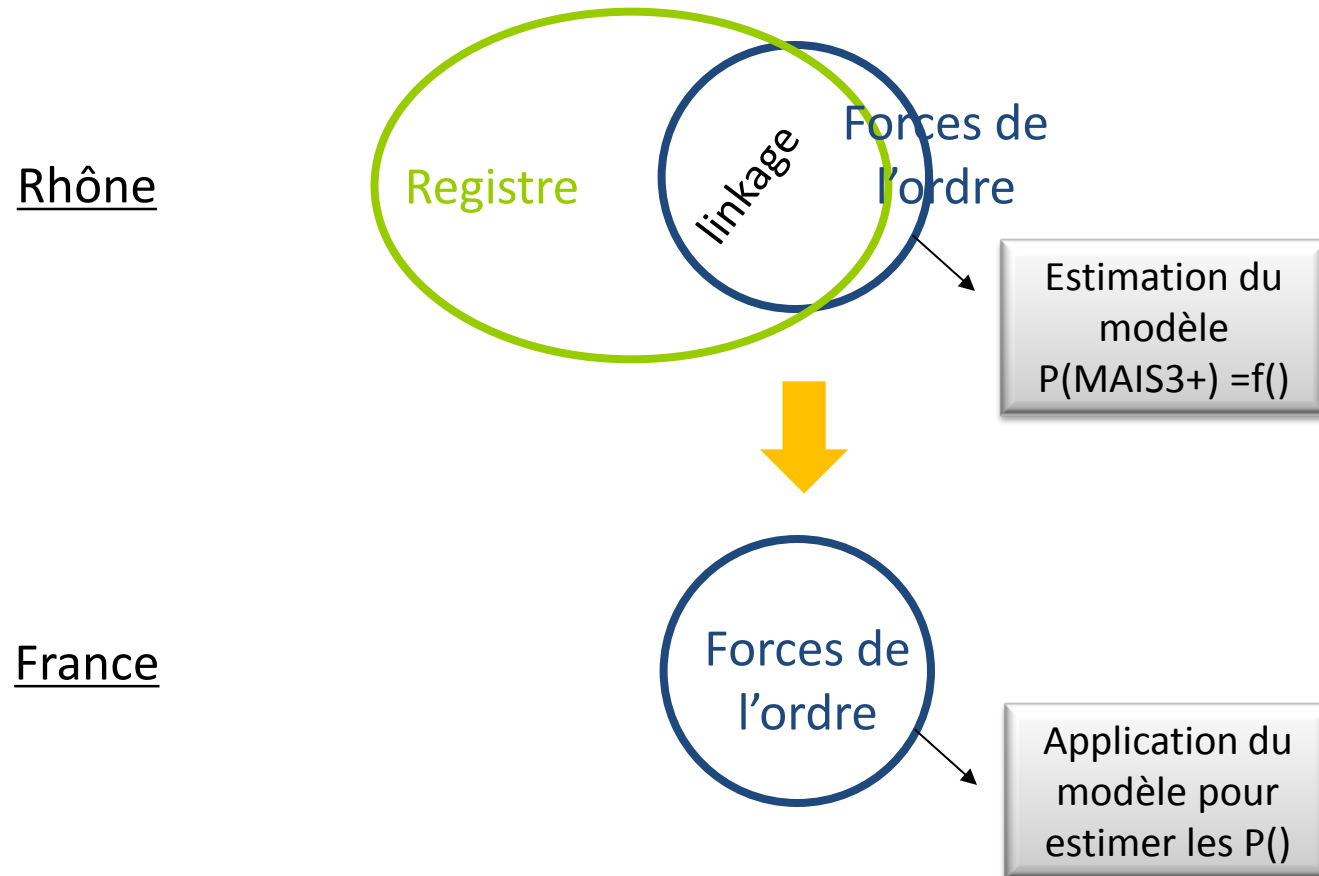 Rhône
Registre
linkage
Forces de
l’ordre
Estimation du
modèle
P(MAIS3+) =f()
France
Forces de
l’ordre
Application du
modèle pour
estimer les P()